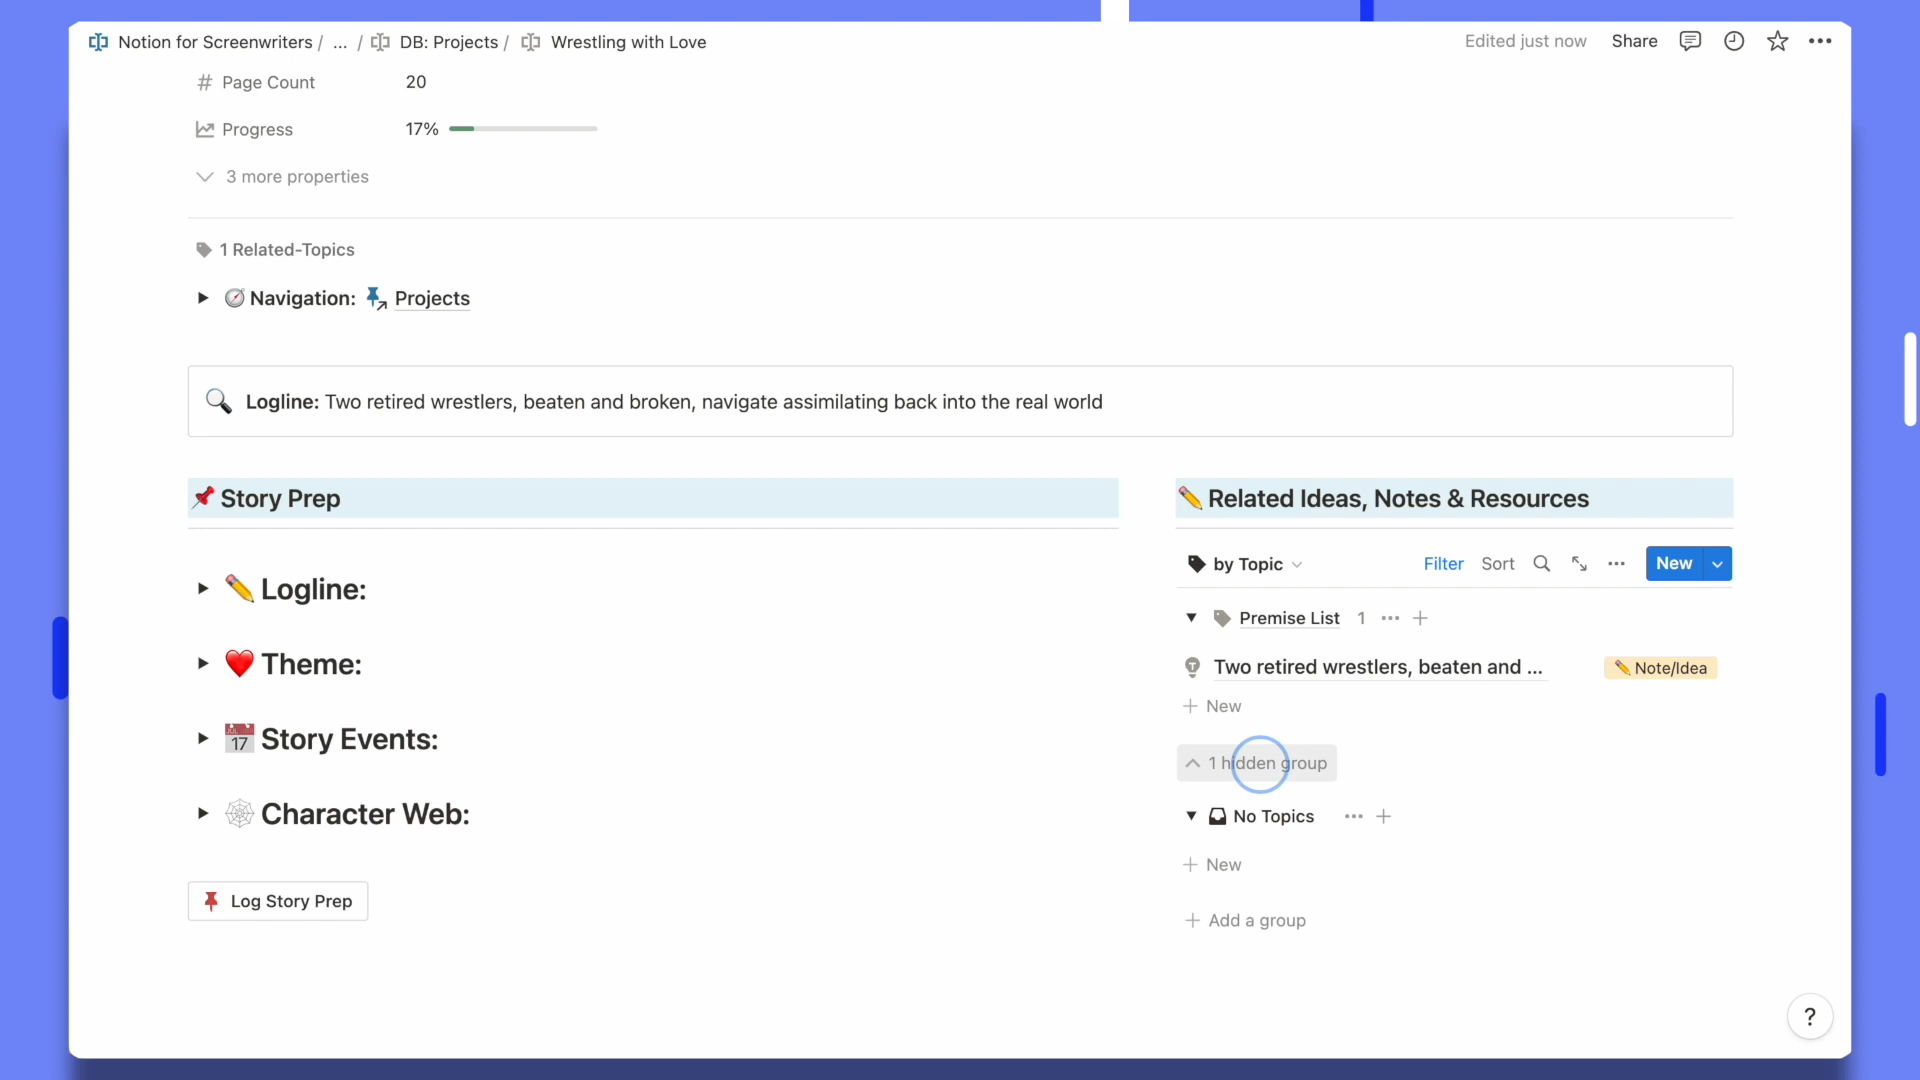 Notion for Screenwriters / ... / DB: Projects / Wrestling with Love
Edited just now Share
Page Count 20
Progress 17%
3 more properties
1 Related-Topics
Navigation: Projects
Logline: Two retired wrestlers, beaten and broken, navigate assimilating back into the real world
Story Prep
Logline:
Theme:
JUL 17 Story Events:
Character Web:
Log Story Prep
Related Ideas, Notes & Resources
by Topic Filter Sort New
Premise List 1
Two retired wrestlers, beaten and ... Note/Idea
New
1 hidden group
No Topics
New
Add a group
?